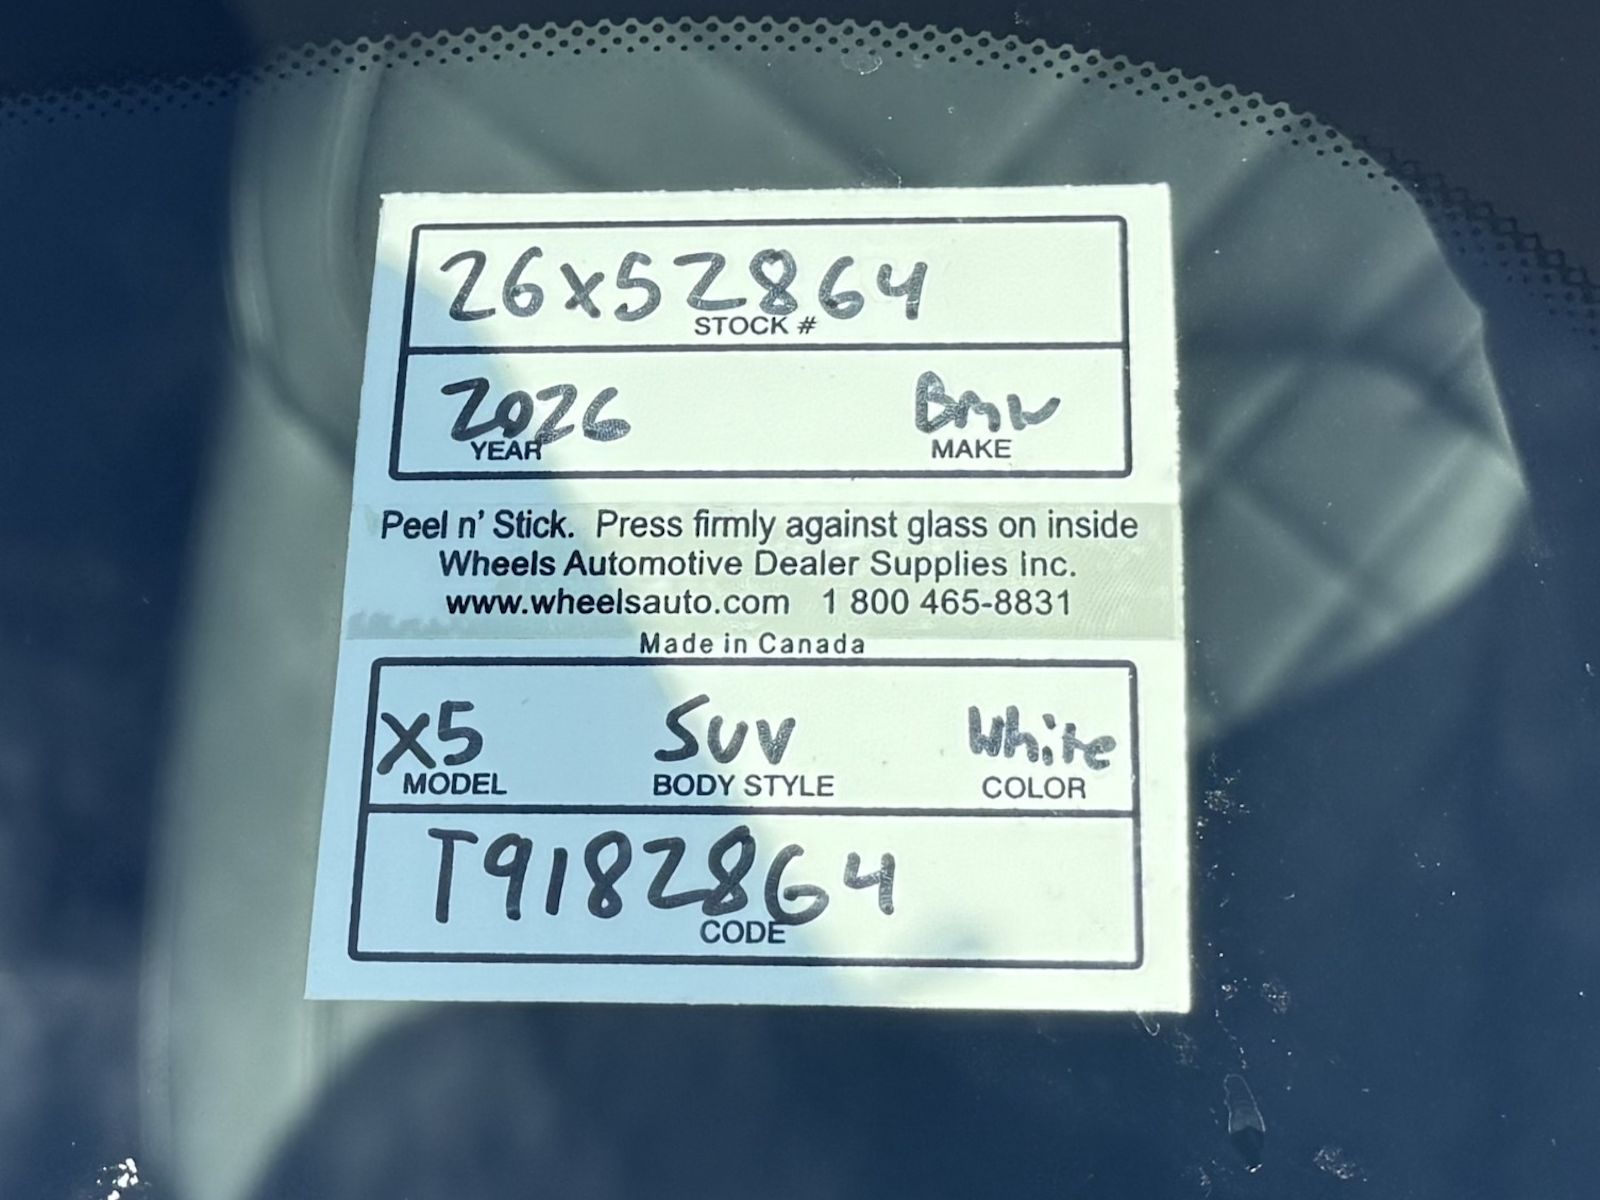 26X52864
STOCK #
2026 BMW
YEAR MAKE
Peel n' Stick. Press firmly against glass on inside
Wheels Automotive Dealer Supplies Inc.
www.wheelsauto.com 1 800 465-8831
Made in Canada
X5 SUV White
MODEL BODY STYLE COLOR
T9182864
CODE